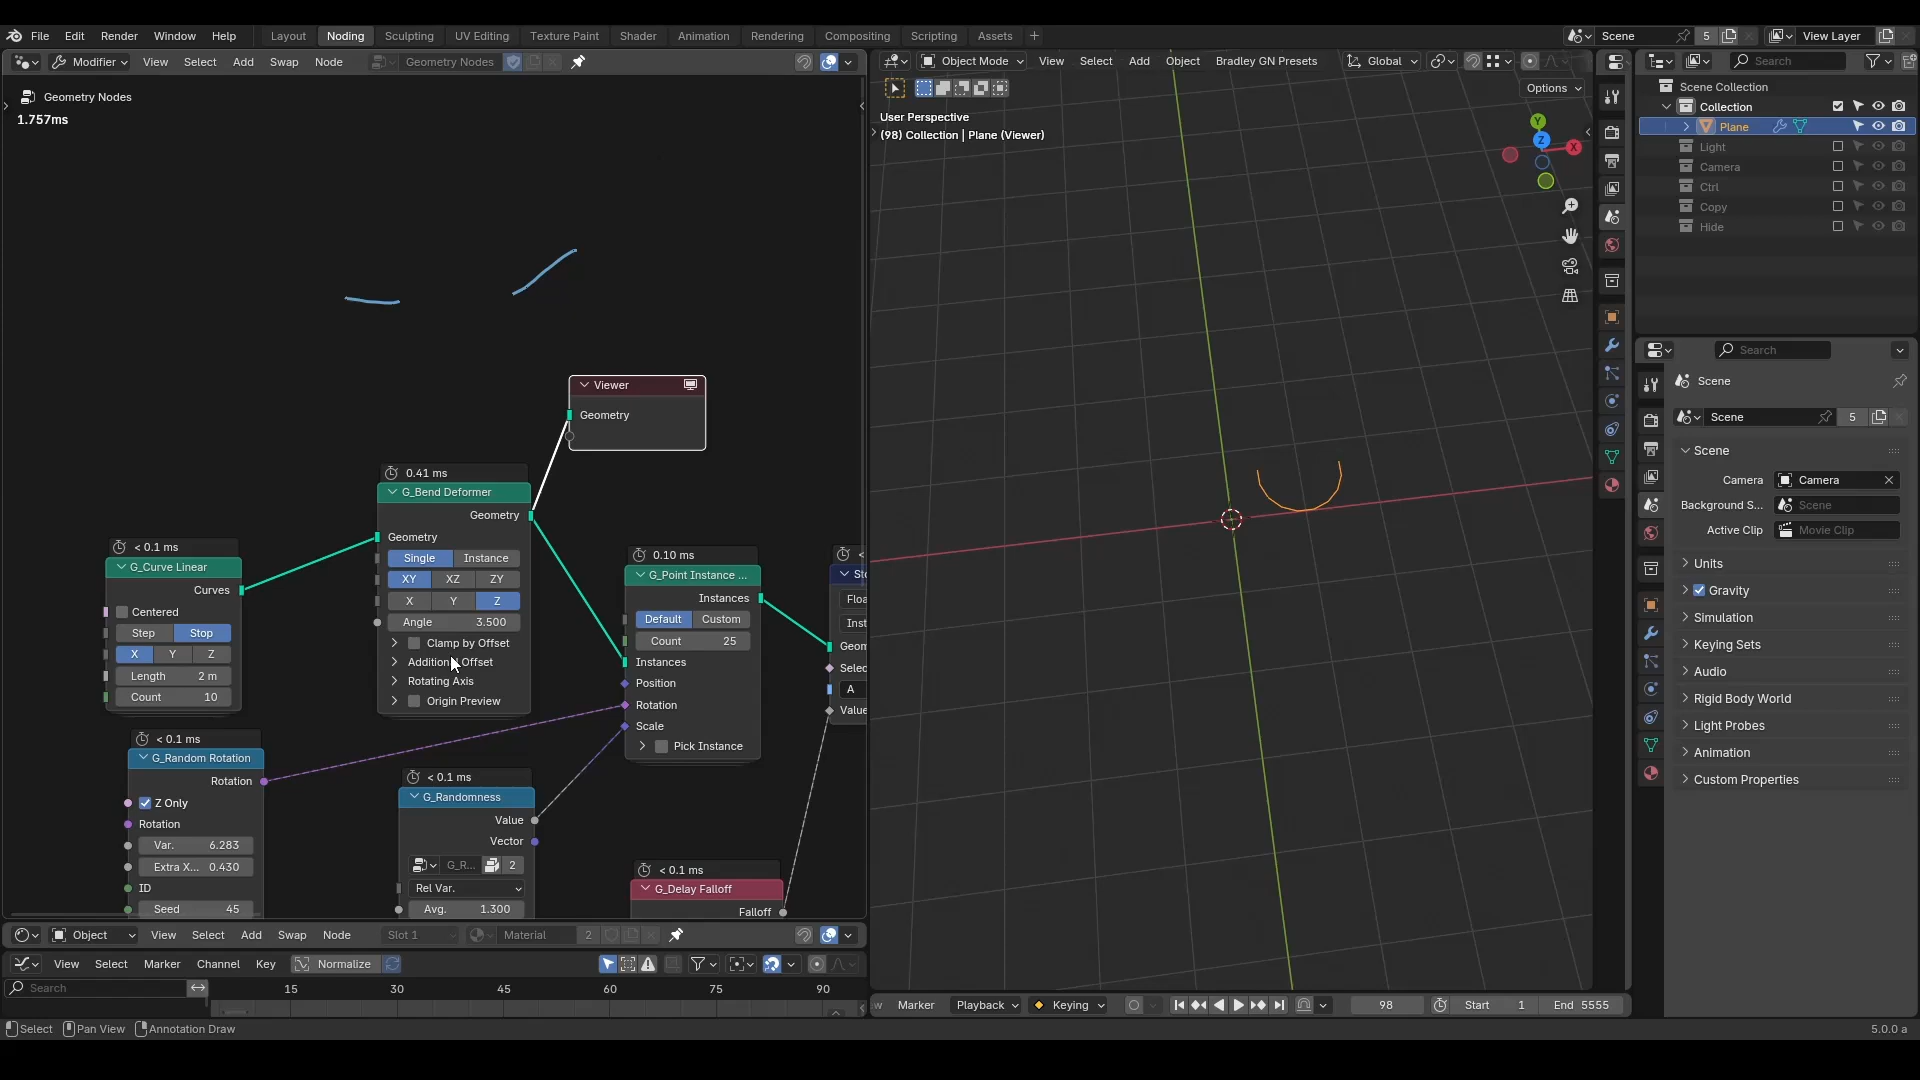 File Edit Render Window Help Layout Noding Sculpting UV Editing Texture Paint Shader Animation Rendering Compositing Scripting Assets + Scene 5 View Layer
Modifier View Select Add Swap Node Geometry Nodes
Object Mode View Select Add Object Bradley GN Presets Global
Search
Options
Geometry Nodes
1.757ms
User Perspective
(98) Collection | Plane (Viewer)
Y
Z
X
Scene Collection
Collection
Plane
Light
Camera
Ctrl
Copy
Hide
Viewer
Geometry
0.41 ms
G_Bend Deformer
Geometry
Geometry
Single Instance
XY XZ ZY
X Y Z
Angle 3.500
Clamp by Offset
Rotating Axis
Origin Preview
< 0.1 ms
G_Curve Linear
Curves
Centered
Step Stop
X Y Z
Length 2 m
Count 10
0.10 ms
G_Point Instance ...
Instances
Default Custom
Count 25
Instances
Position
Rotation
Scale
Pick Instance
<
Sto
Floa
Inst
Geom
Selec
A
Value
< 0.1 ms
G_Random Rotation
Rotation
Z Only
Rotation
Var. 6.283
Extra X... 0.430
ID
Seed 45
< 0.1 ms
G_Randomness
Value
Vector
G_R... 2
Rel Var.
Avg. 1.300
< 0.1 ms
G_Delay Falloff
Falloff
Search
Scene
Scene 5
Scene
Camera Camera
Background S... Scene
Active Clip Movie Clip
Units
Gravity
Simulation
Keying Sets
Audio
Rigid Body World
Light Probes
Animation
Custom Properties
Object View Select Add Swap Node Slot 1 Material 2
View Select Marker Channel Key Normalize
Search 15 30 45 60 75 90
w Marker Playback Keying 98 Start 1 End 5555
Select Pan View Annotation Draw 5.0.0 a